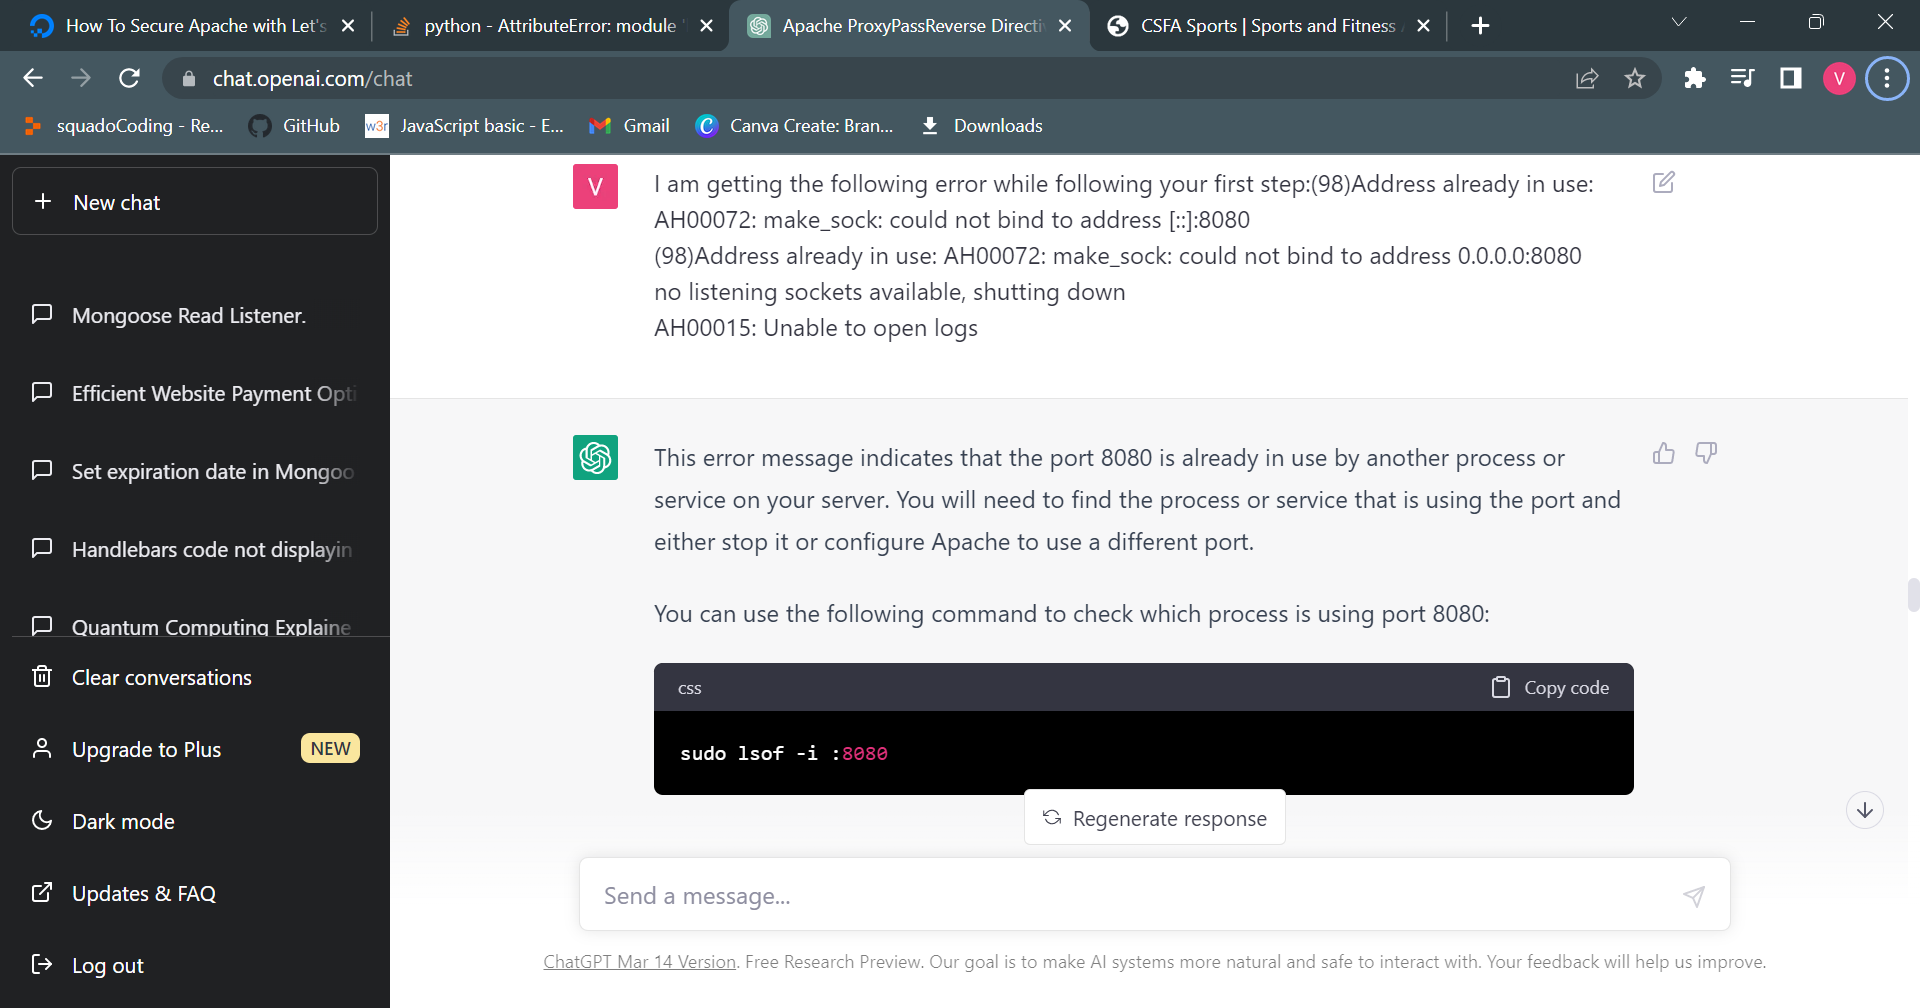 How To Secure Apache with Let's
python - AttributeError: module '
Apache ProxyPassReverse Directi
CSFA Sports | Sports and Fitness
chat.openai.com/chat
V
squadoCoding - Re...
GitHub
w3r
JavaScript basic - E...
Gmail
Canva Create: Bran...
Downloads
New chat
Mongoose Read Listener.
Efficient Website Payment Opti
Set expiration date in Mongoo
Handlebars code not displayin
Quantum Computing Explaine
Clear conversations
Upgrade to Plus
NEW
Dark mode
Updates & FAQ
Log out
V
I am getting the following error while following your first step:(98)Address already in use:
AH00072: make_sock: could not bind to address [::]:8080
(98)Address already in use: AH00072: make_sock: could not bind to address 0.0.0.0:8080
no listening sockets available, shutting down
AH00015: Unable to open logs
This error message indicates that the port 8080 is already in use by another process or
service on your server. You will need to find the process or service that is using the port and
either stop it or configure Apache to use a different port.
You can use the following command to check which process is using port 8080:
css
Copy code
sudo lsof -i :8080
Regenerate response
Send a message...
ChatGPT Mar 14 Version. Free Research Preview. Our goal is to make AI systems more natural and safe to interact with. Your feedback will help us improve.